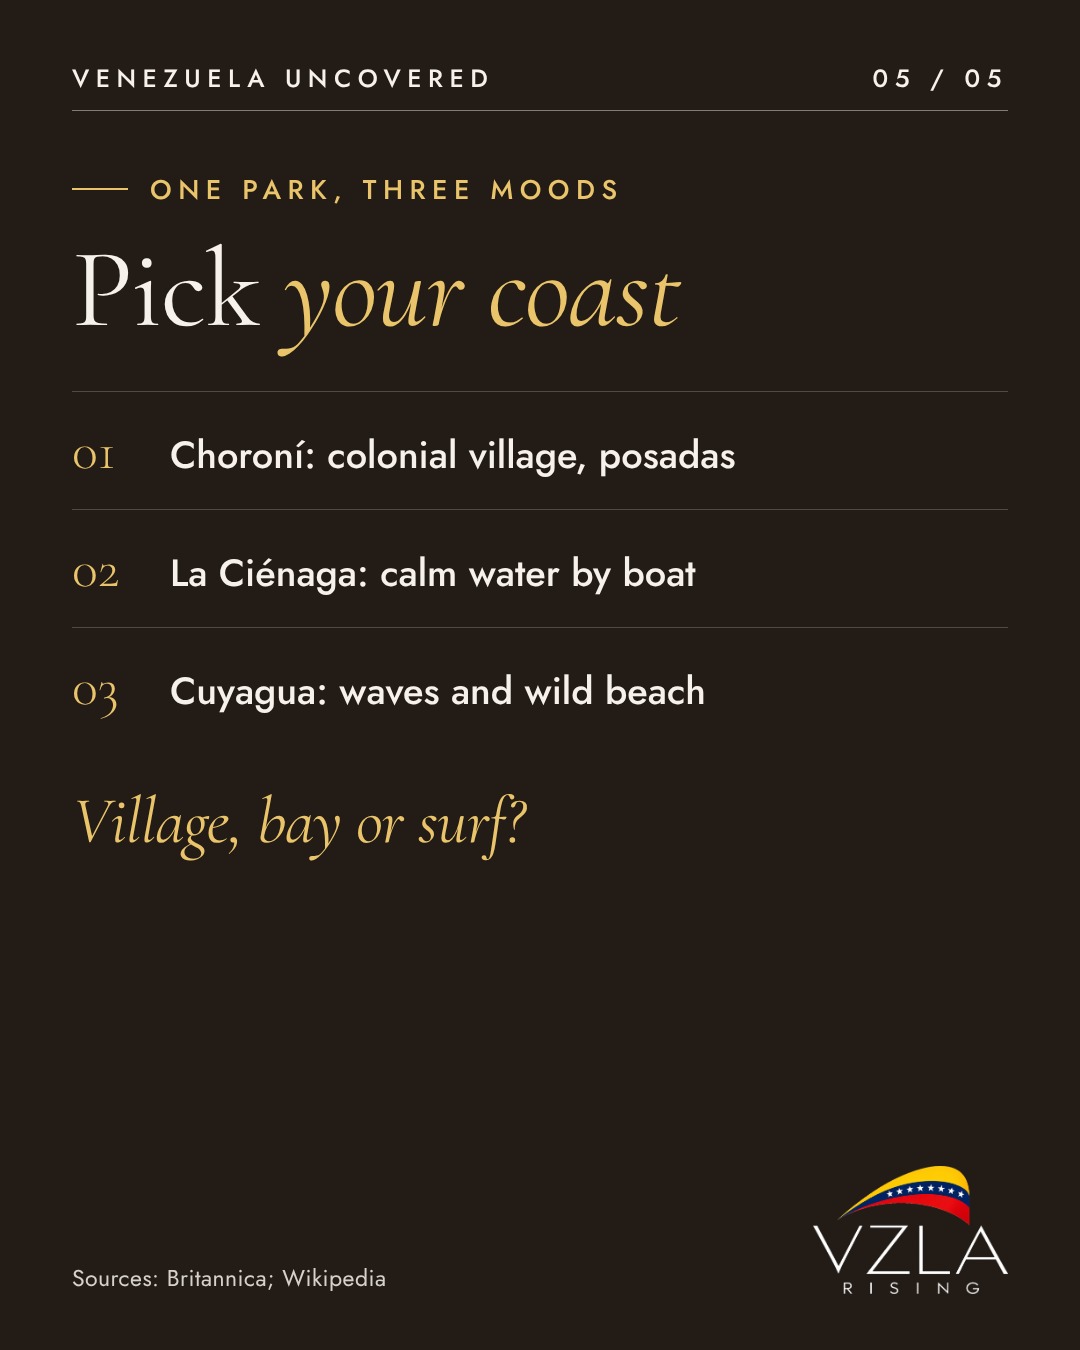 VENEZUELA UNCOVERED
05 / 05
ONE PARK, THREE MOODS
Pick your coast
01 Choroní: colonial village, posadas
02 La Ciénaga: calm water by boat
03 Cuyagua: waves and wild beach
Village, bay or surf?
Sources: Britannica; Wikipedia
VZLA
RISING